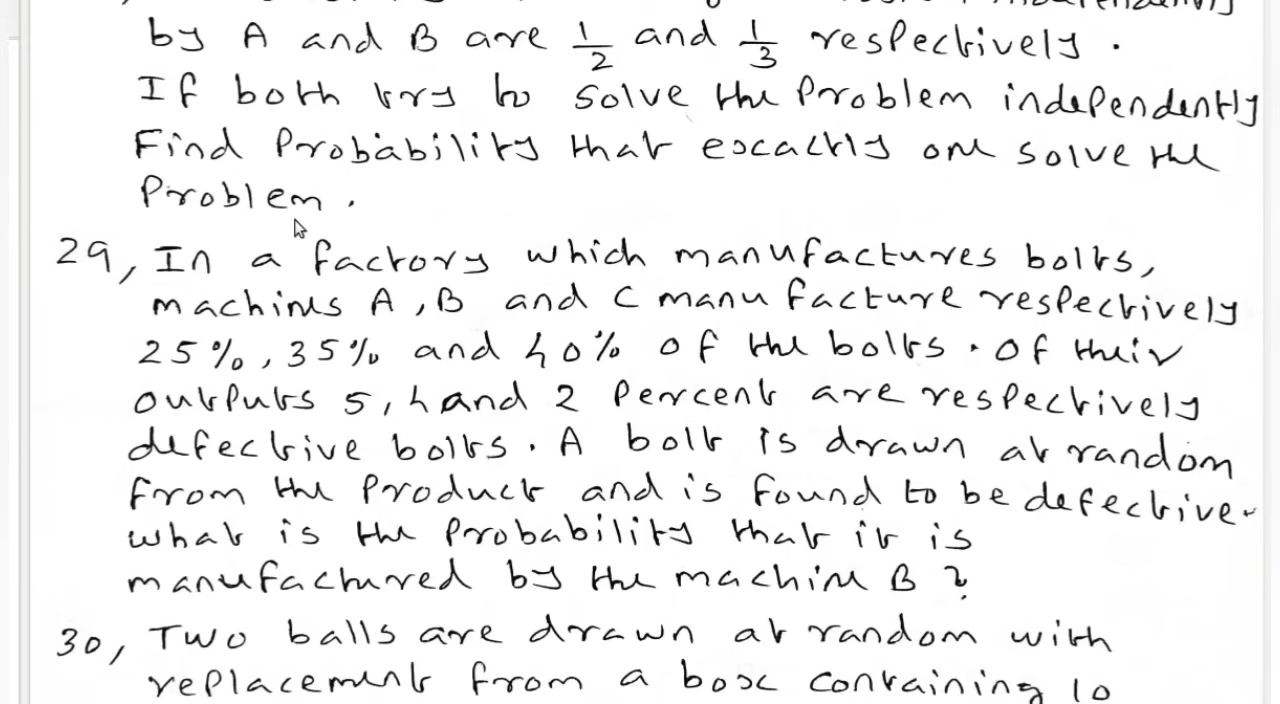 by A and B are 1/2 and 1/3 respectively.
If both try to solve the Problem independently
Find Probability that exactly one solve the
Problem.
29, In a factory which manufactures bolts,
machines A, B and C manufacture respectively
25%, 35% and 40% of the bolts. Of their
outputs 5, 4 and 2 Percent are respectively
defective bolts. A bolt is drawn at random
from the Product and is found to be defective.
what is the Probability that it is
manufactured by the machine B ?
30, Two balls are drawn at random with
replacement from a box containing 10